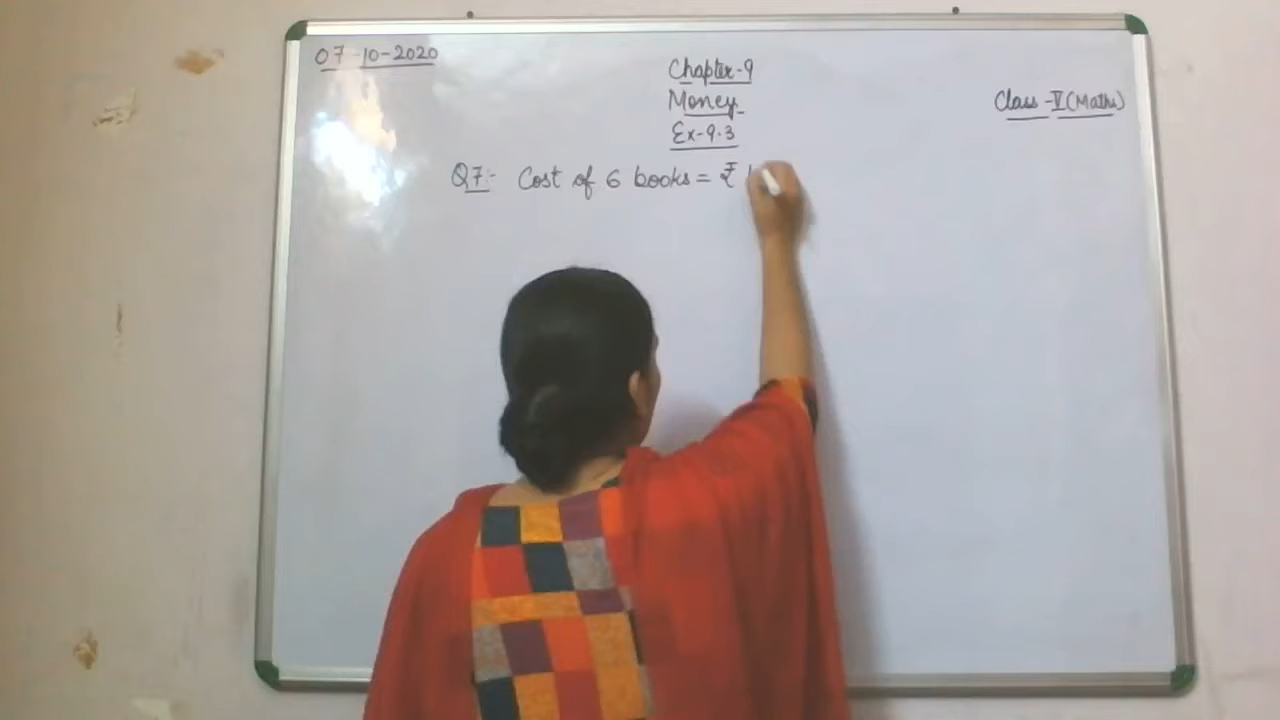 07-10-2020
Chapter-9
Money
Class-V (Maths)
Ex-9.3
Q7:- Cost of 6 books = ₹